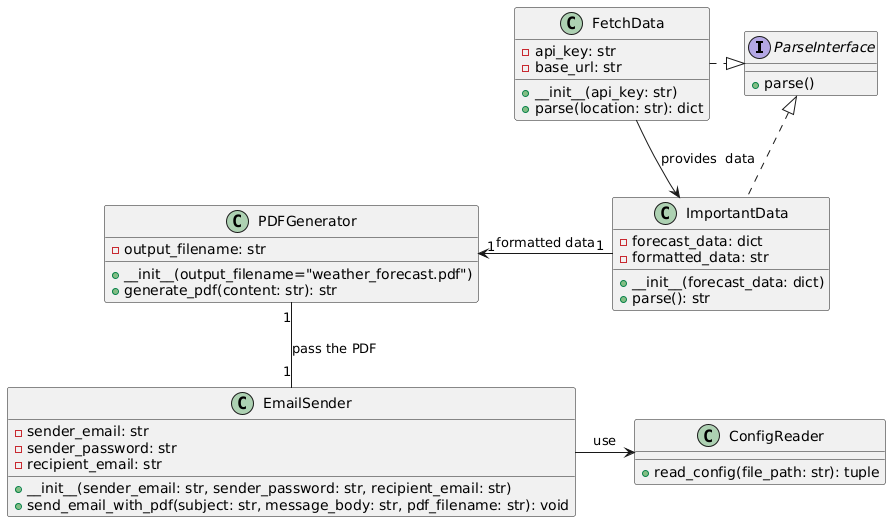 C FetchData
api_key: str
base_url: str
__init__(api_key: str)
parse(location: str): dict
I ParseInterface
parse()
provides  data
C ImportantData
forecast_data: dict
formatted_data: str
__init__(forecast_data: dict)
parse(): str
1 formatted data 1
C PDFGenerator
output_filename: str
__init__(output_filename="weather_forecast.pdf")
generate_pdf(content: str): str
1
pass the PDF
1
C EmailSender
sender_email: str
sender_password: str
recipient_email: str
__init__(sender_email: str, sender_password: str, recipient_email: str)
send_email_with_pdf(subject: str, message_body: str, pdf_filename: str): void
use
C ConfigReader
read_config(file_path: str): tuple